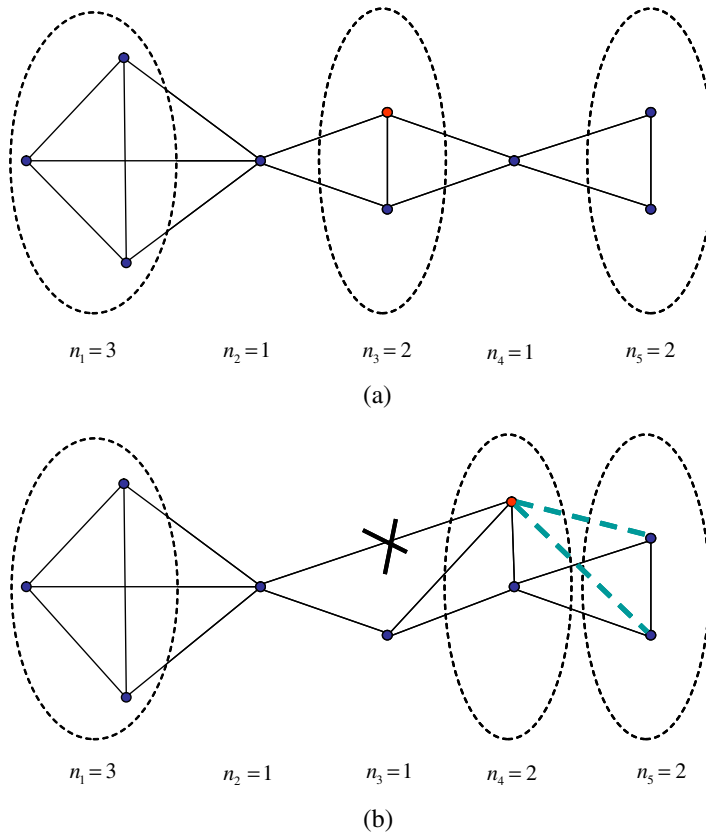 n₁ = 3 n₂ = 1 n₃ = 2 n₄ = 1 n₅ = 2
(a)
n₁ = 3 n₂ = 1 n₃ = 1 n₄ = 2 n₅ = 2
(b)